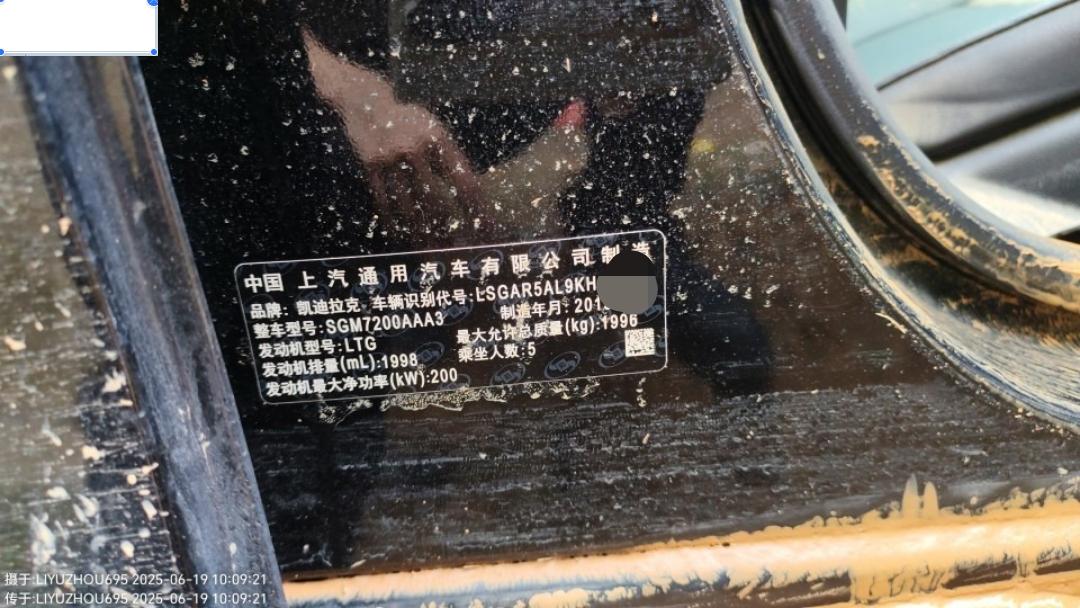 中国 上汽通用汽车有限公司制造
品牌: 凯迪拉克 车辆识别代号:LSGAR5AL9KH
整车型号:SGM7200AAA3 制造年月: 201
发动机型号:LTG 最大允许总质量(kg):1996
发动机排量(mL):1998 乘坐人数:5
发动机最大净功率(kW):200
摄于:LIYUZHOU695 2025-06-19 10:09:21
传于:LIYUZHOU695 2025-06-19 10:09:21